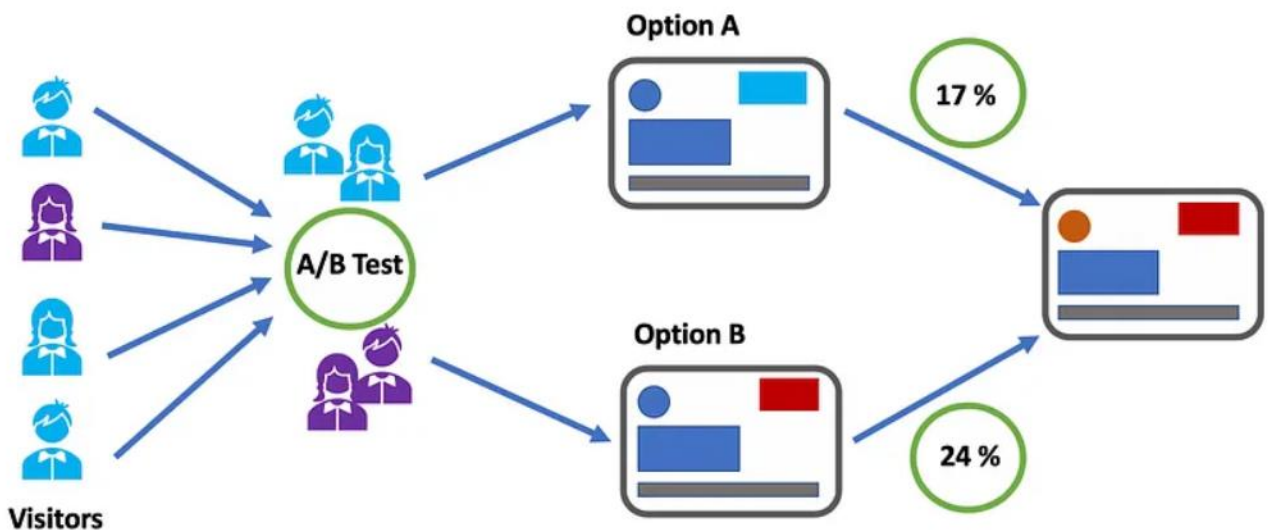 Option A
17 %
A/B Test
Option B
24 %
Visitors